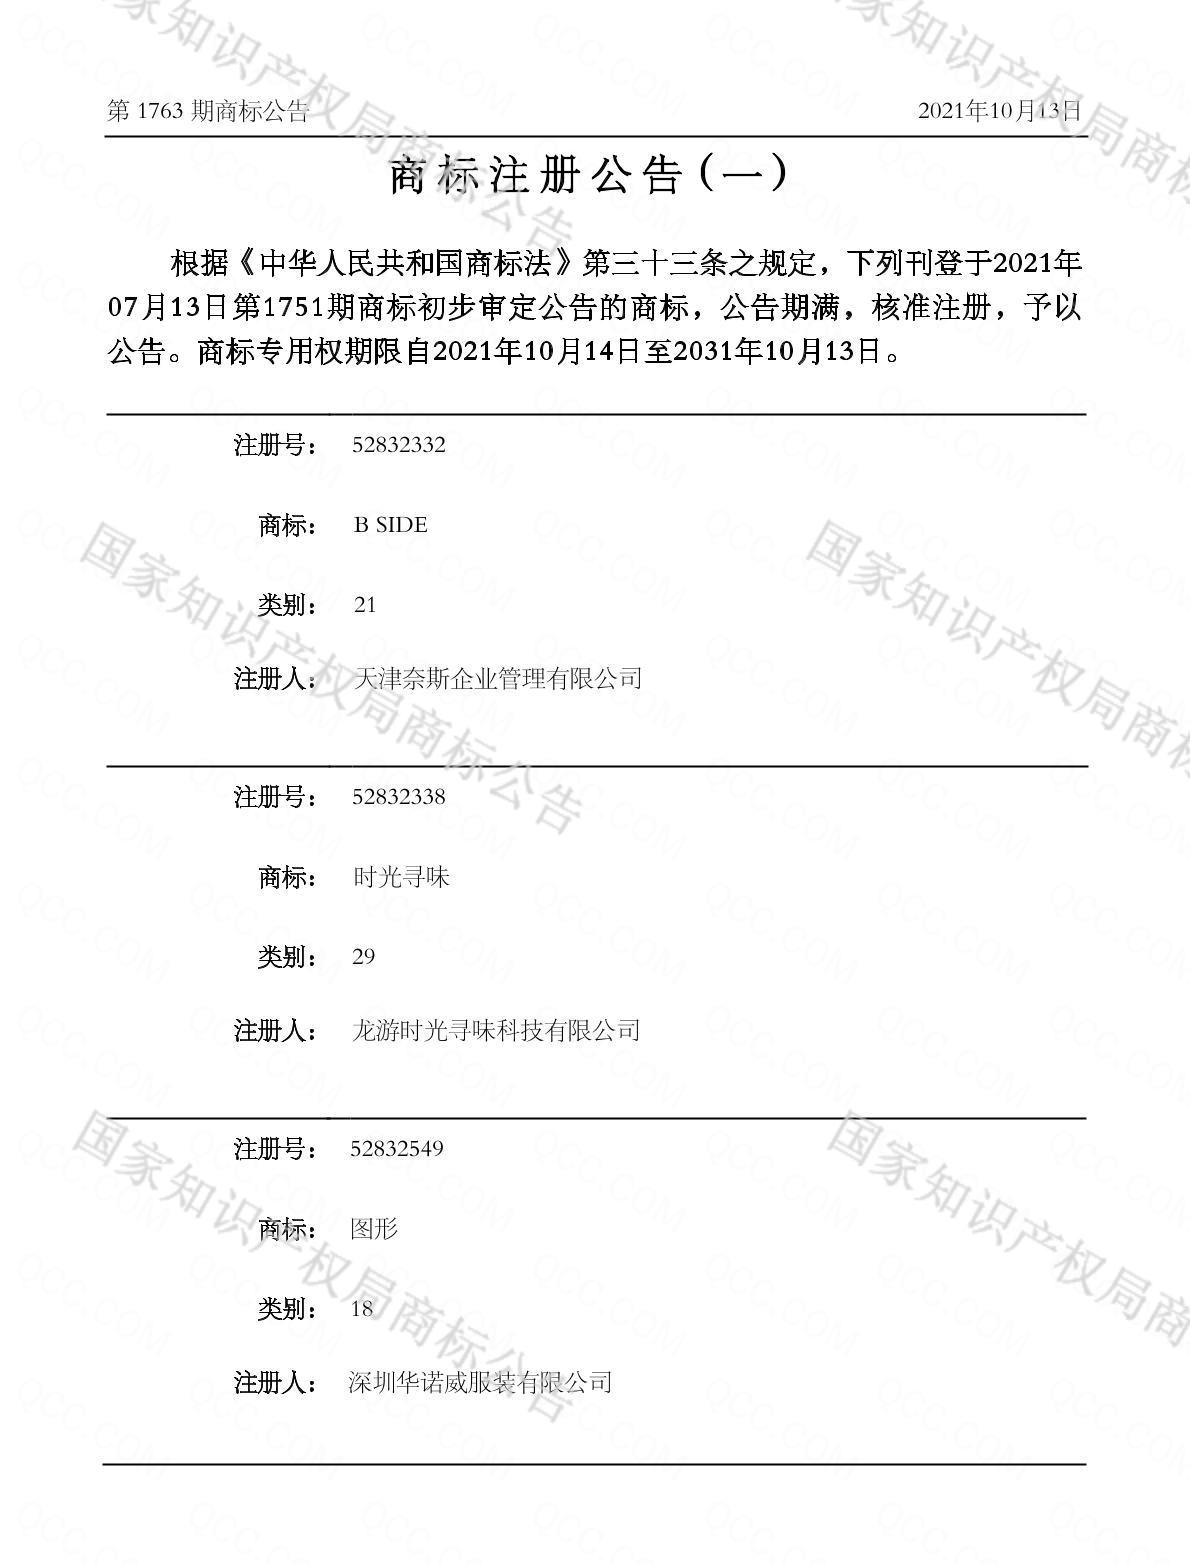 第 1763 期商标公告
2021年10月13日
商标注册公告(一)
根据《中华人民共和国商标法》第三十三条之规定，下列刊登于2021年
07月13日第1751期商标初步审定公告的商标，公告期满，核准注册，予以
公告。商标专用权期限自2021年10月14日至2031年10月13日。
注册号： 52832332
商标： B SIDE
类别： 21
注册人： 天津奈斯企业管理有限公司
注册号： 52832338
商标： 时光寻味
类别： 29
注册人： 龙游时光寻味科技有限公司
注册号： 52832549
商标： 图形
类别： 18
注册人： 深圳华诺威服装有限公司
国家知识产权局商标公告
QCC.COM